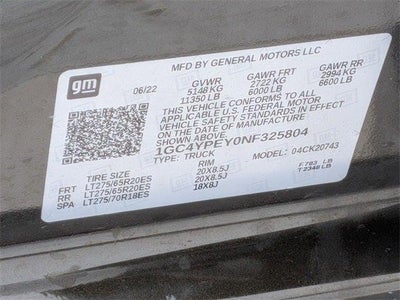 gm
MFD BY GENERAL MOTORS LLC
06/22 GVWR GAWR FRT GAWR RR
5148 KG 2722 KG 2994 KG
11350 LB 6000 LB 6600 LB
THIS VEHICLE CONFORMS TO ALL
APPLICABLE U.S. FEDERAL MOTOR
VEHICLE SAFETY STANDARDS IN EFFECT
ON THE DATE OF MANUFACTURE
SHOWN ABOVE.
1GC4YPEY0NF325804
TYPE: TRUCK MODEL: 04CK20743
TIRE SIZE RIM
FRT LT275/65R20ES 20X8.5J F 783 LB
RR LT275/65R20ES 20X8.5J T 2348 LB
SPA LT275/70R18ES 18X8J